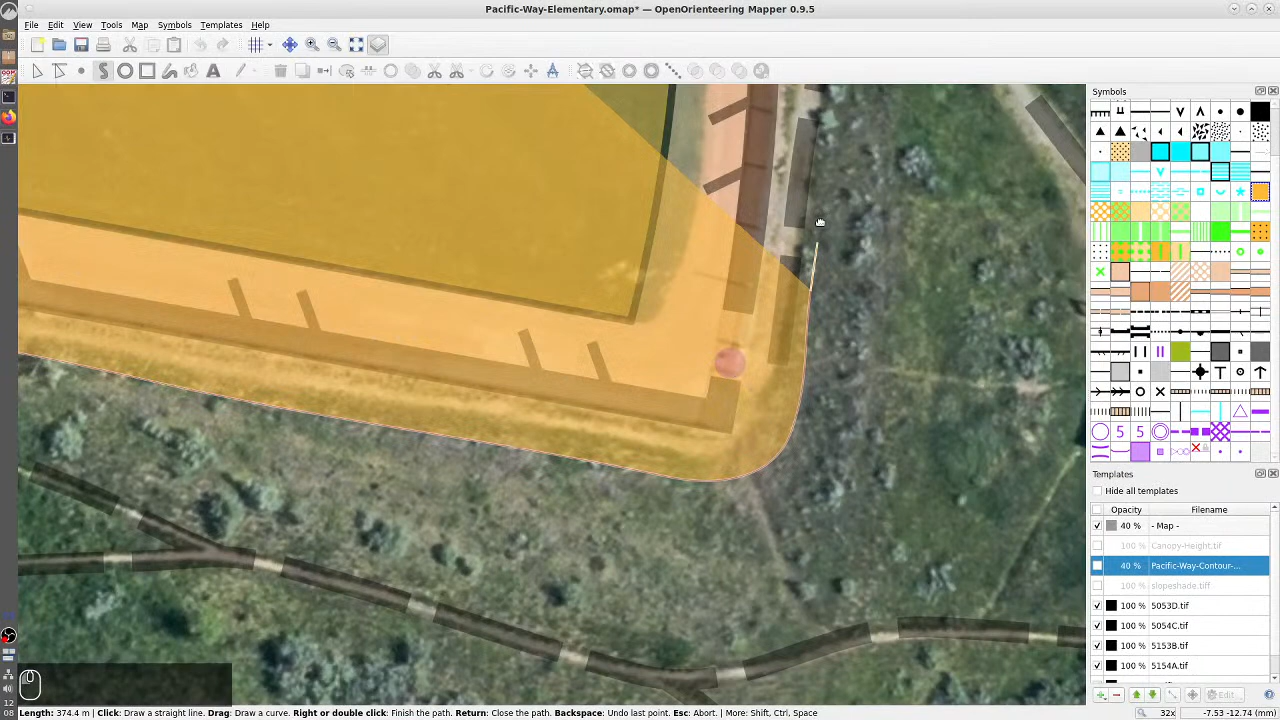 Pacific-Way-Elementary.omap* — OpenOrienteering Mapper 0.9.5
File Edit View Tools Map Symbols Templates Help
Symbols
Templates
Hide all templates
Opacity Filename
40 % - Map -
100 % Canopy-Height.tif
40 % Pacific-Way-Contour-...
100 % slopeshade.tiff
100 % 5053D.tif
100 % 5054C.tif
100 % 5153B.tif
100 % 5154A.tif
Edit...
12
08
Length: 374.4 m | Click: Draw a straight line. Drag: Draw a curve. Right or double click: Finish the path. Return: Close the path. Backspace: Undo last point. Esc: Abort. | More: Shift, Ctrl, Space
32x
-7.53 -12.74 (mm)